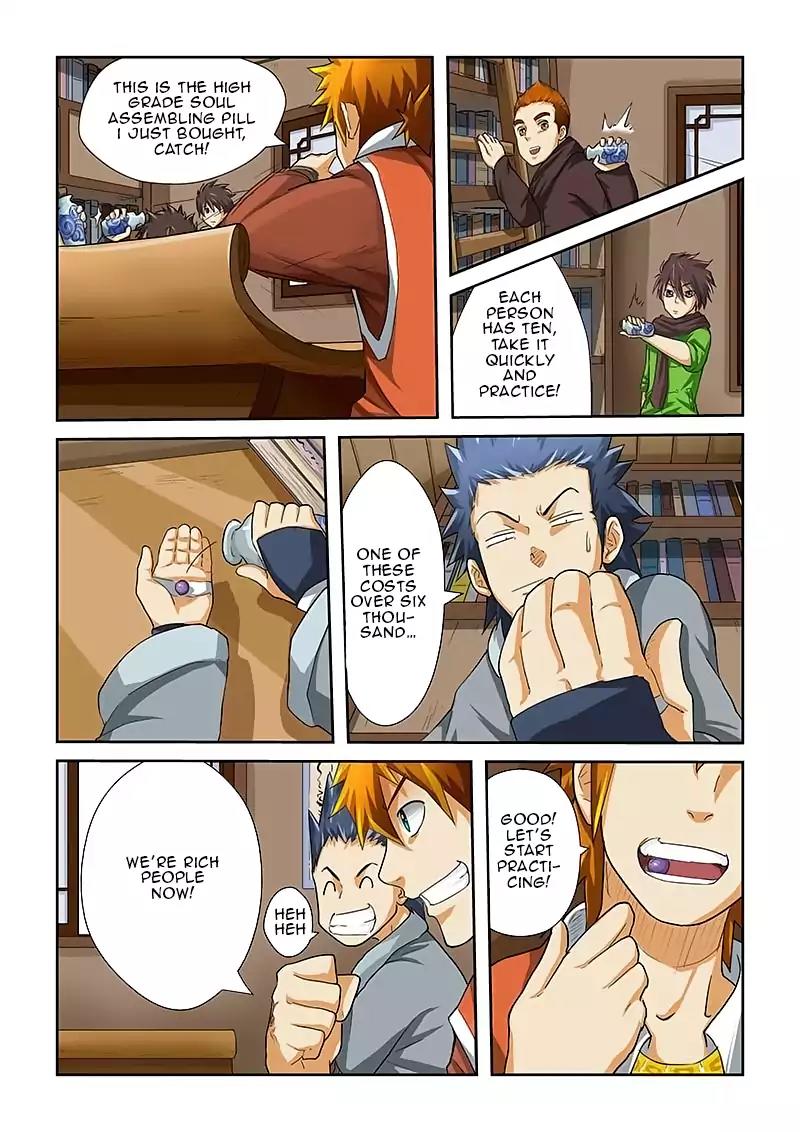 THIS IS THE HIGH
GRADE SOUL
ASSEMBLING PILL
I JUST BOUGHT,
CATCH!
EACH
PERSON
HAS TEN,
TAKE IT
QUICKLY
AND
PRACTICE!
ONE OF
THESE
COSTS
OVER SIX
THOU-
SAND...
WE'RE RICH
PEOPLE
NOW!
HEH
HEH
GOOD!
LET'S
START
PRACTI-
CING!